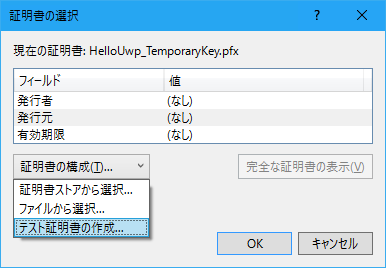 証明書の選択
?
現在の証明書: HelloUwp_TemporaryKey.pfx
フィールド 値
発行者 (なし)
発行元 (なし)
有効期限 (なし)
証明書の構成(T)... 完全な証明書の表示(V)
証明書ストアから選択...
ファイルから選択...
テスト証明書の作成...
OK キャンセル